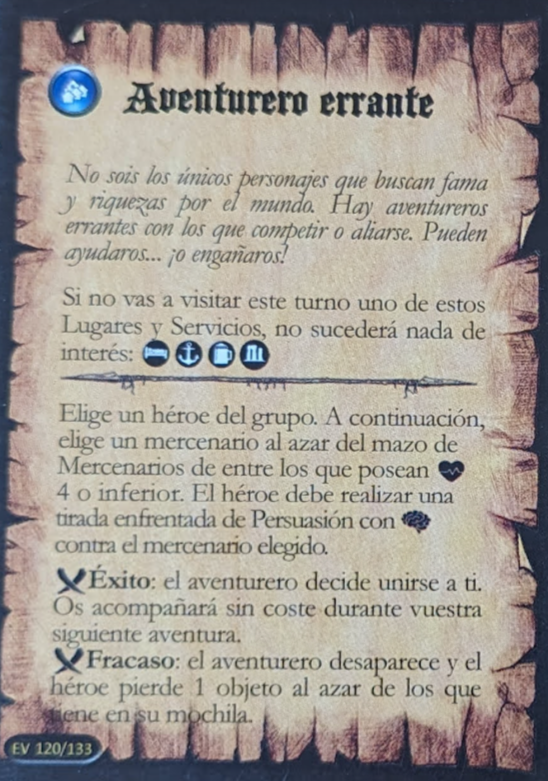 Aventurero errante
No sois los únicos personajes que buscan fama
y riquezas por el mundo. Hay aventureros
errantes con los que competir o aliarse. Pueden
ayudaros... ¡o engañaros!
Si no vas a visitar este turno uno de estos
Lugares y Servicios, no sucederá nada de
interés:
Elige un héroe del grupo. A continuación,
elige un mercenario al azar del mazo de
Mercenarios de entre los que posean
4 o inferior. El héroe debe realizar una
tirada enfrentada de Persuasión con
contra el mercenario elegido.
Éxito: el aventurero decide unirse a ti.
Os acompañará sin coste durante vuestra
siguiente aventura.
Fracaso: el aventurero desaparece y el
héroe pierde 1 objeto al azar de los que
tiene en su mochila.
EV 120/133